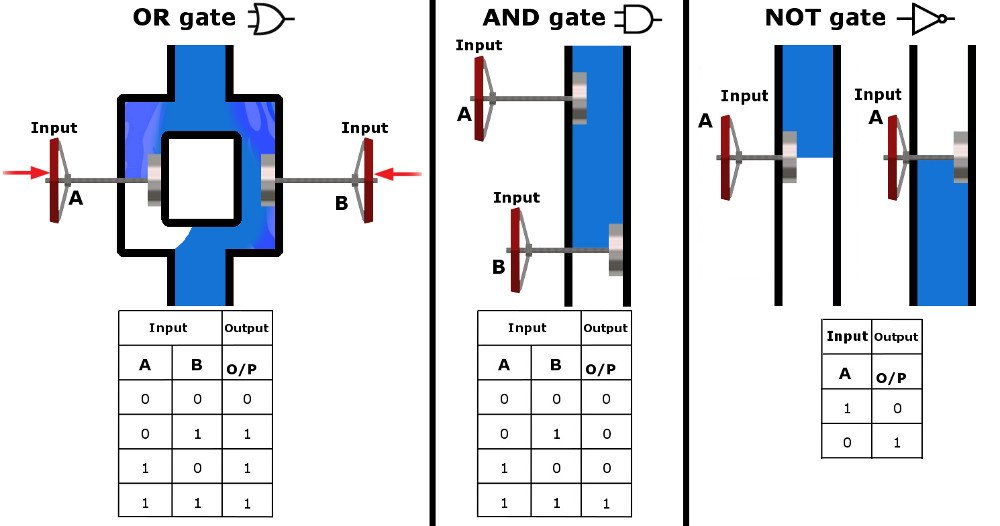 OR gate
Input
Input
A
B
Input Output
A B O/P
0 0 0
0 1 1
1 0 1
1 1 1
AND gate
Input
A
Input
B
Input Output
A B O/P
0 0 0
0 1 0
1 0 0
1 1 1
NOT gate
Input
A
Input
A
Input Output
A O/P
1 0
0 1